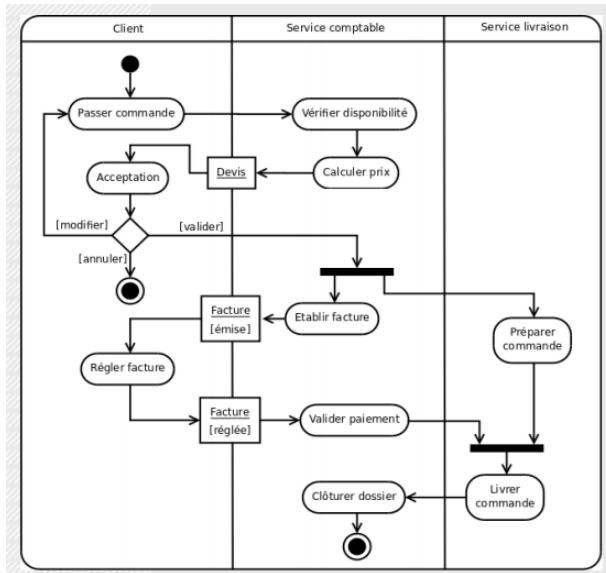 Client
Service comptable
Service livraison
Passer commande
Vérifier disponibilité
Acceptation
Devis
Calculer prix
[modifier]
[valider]
[annuler]
Facture
[émise]
Etablir facture
Préparer
commande
Régler facture
Facture
[réglée]
Valider paiement
Clôturer dossier
Livrer
commande